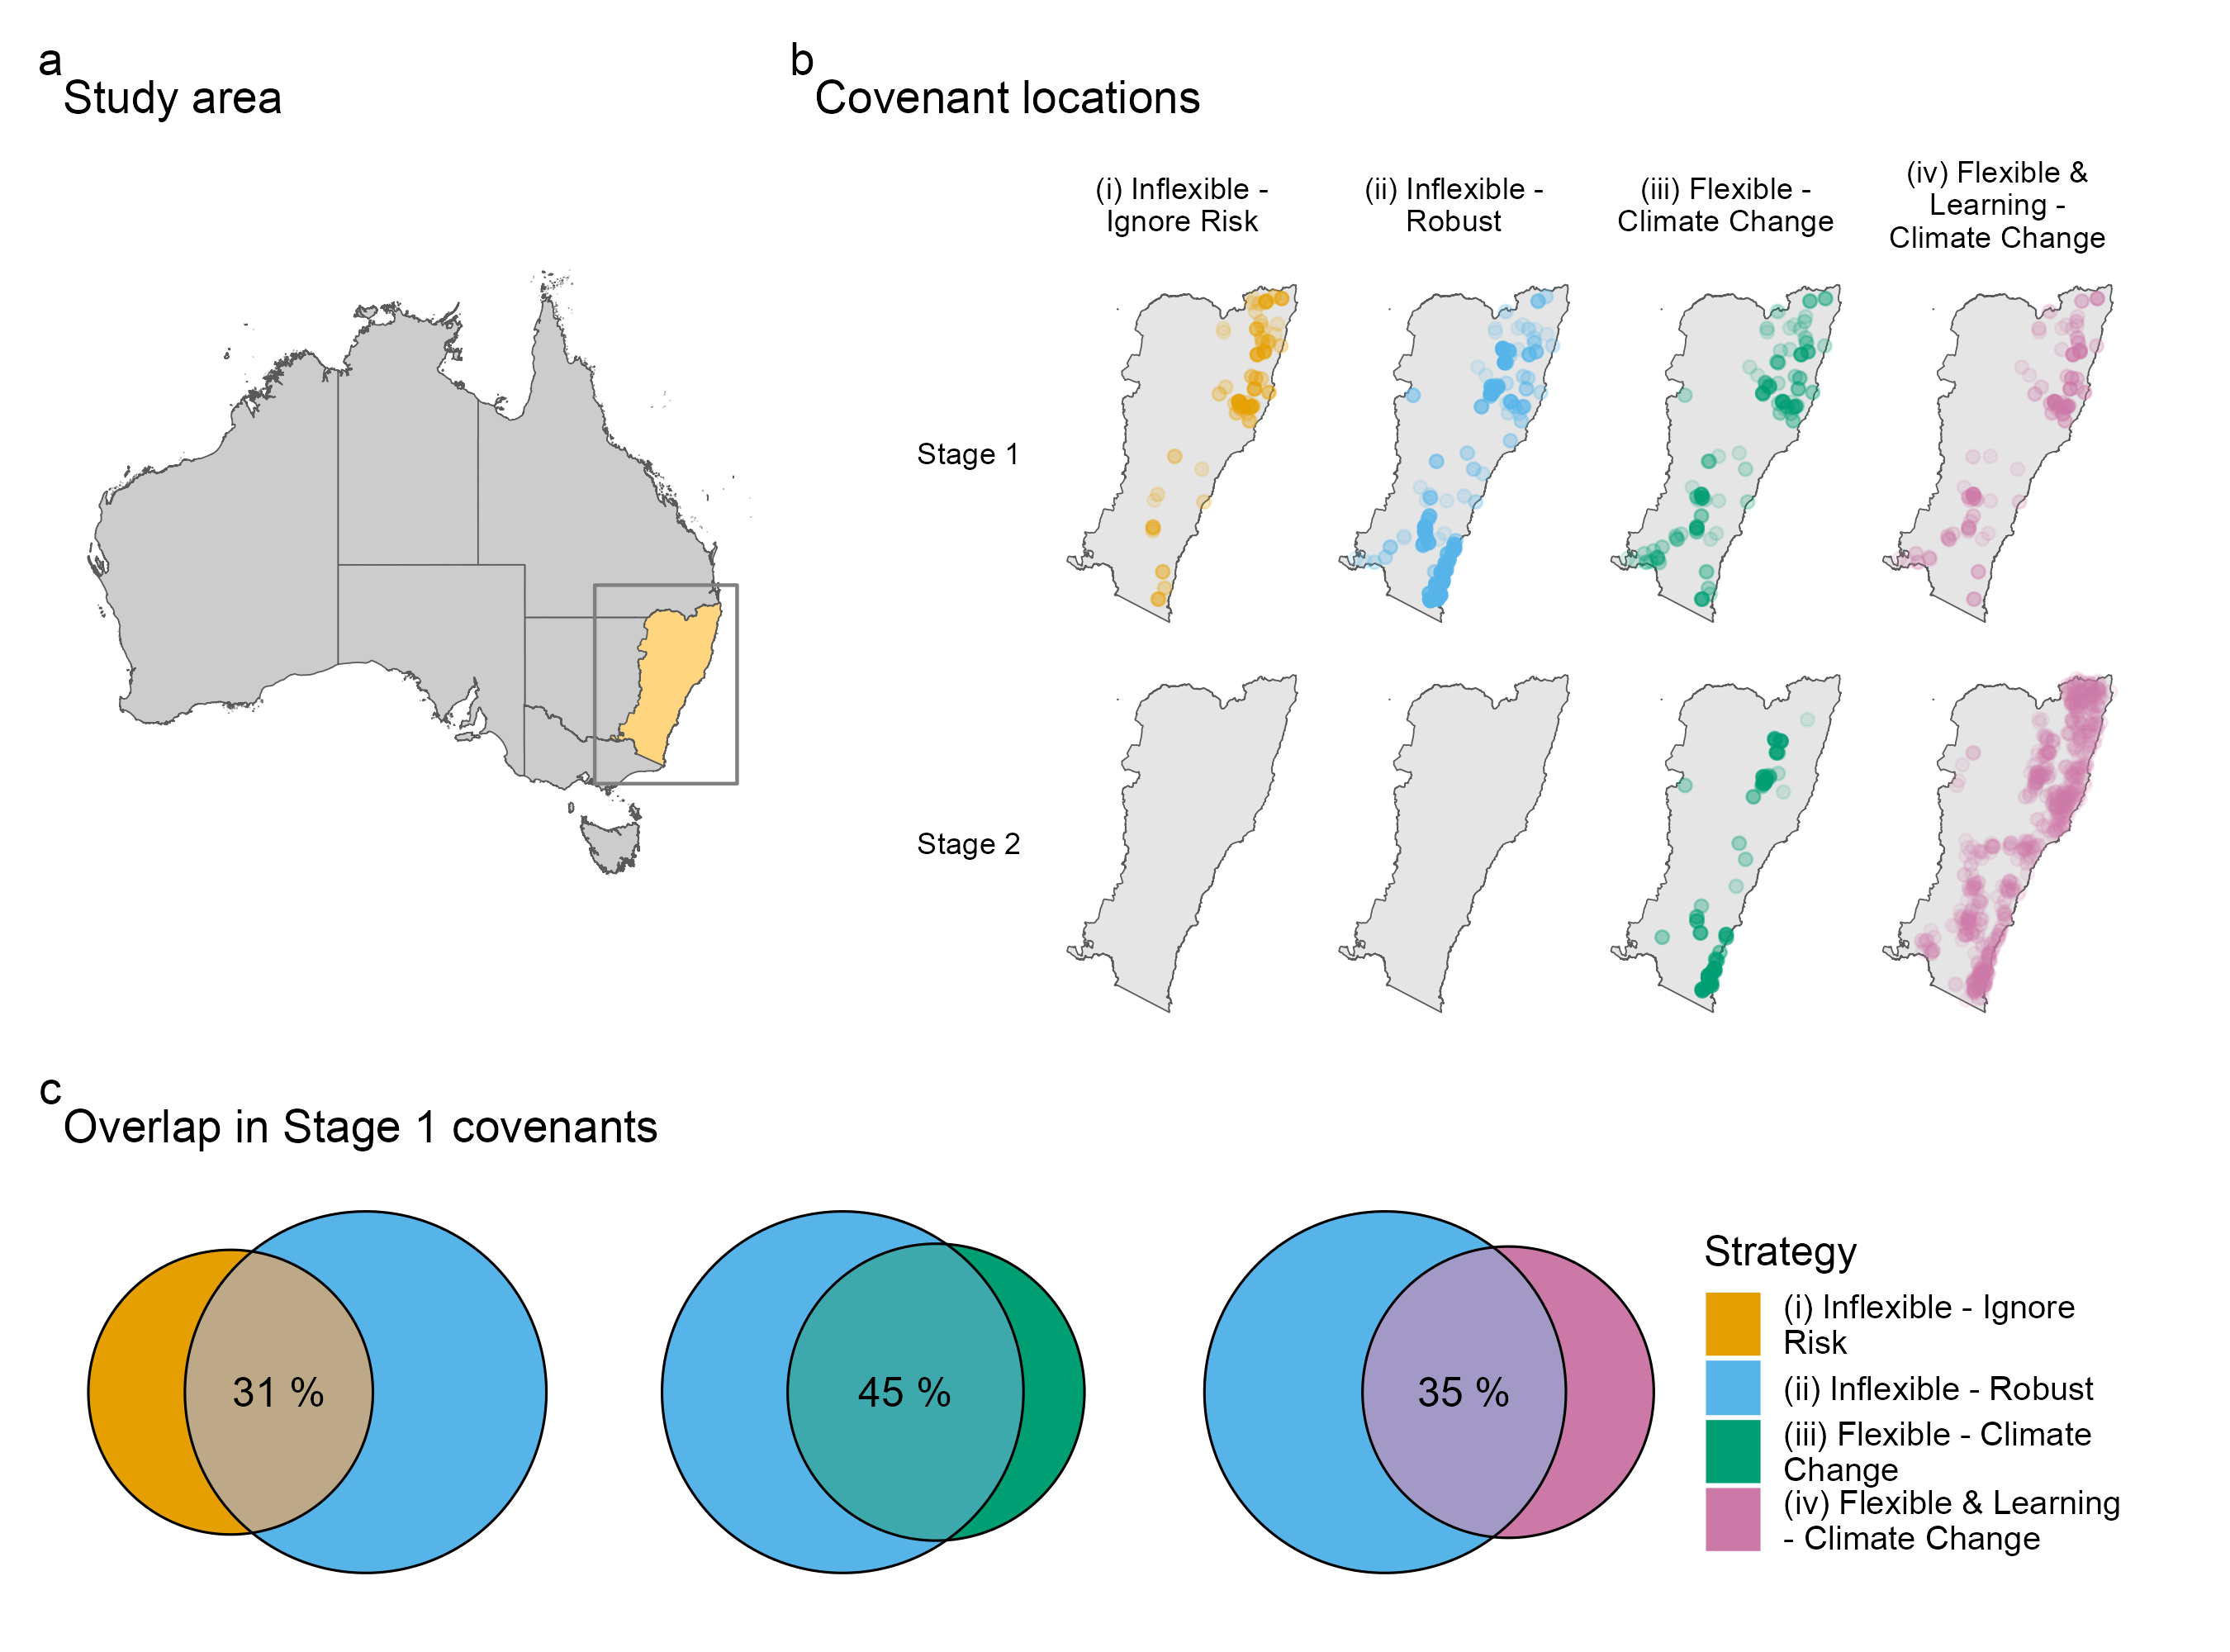 a
Study area
b
Covenant locations
(i) Inflexible -
Ignore Risk
(ii) Inflexible -
Robust
(iii) Flexible -
Climate Change
(iv) Flexible &
Learning -
Climate Change
Stage 1
Stage 2
c
Overlap in Stage 1 covenants
31 %
45 %
35 %
Strategy
(i) Inflexible - Ignore
Risk
(ii) Inflexible - Robust
(iii) Flexible - Climate
Change
(iv) Flexible & Learning
- Climate Change